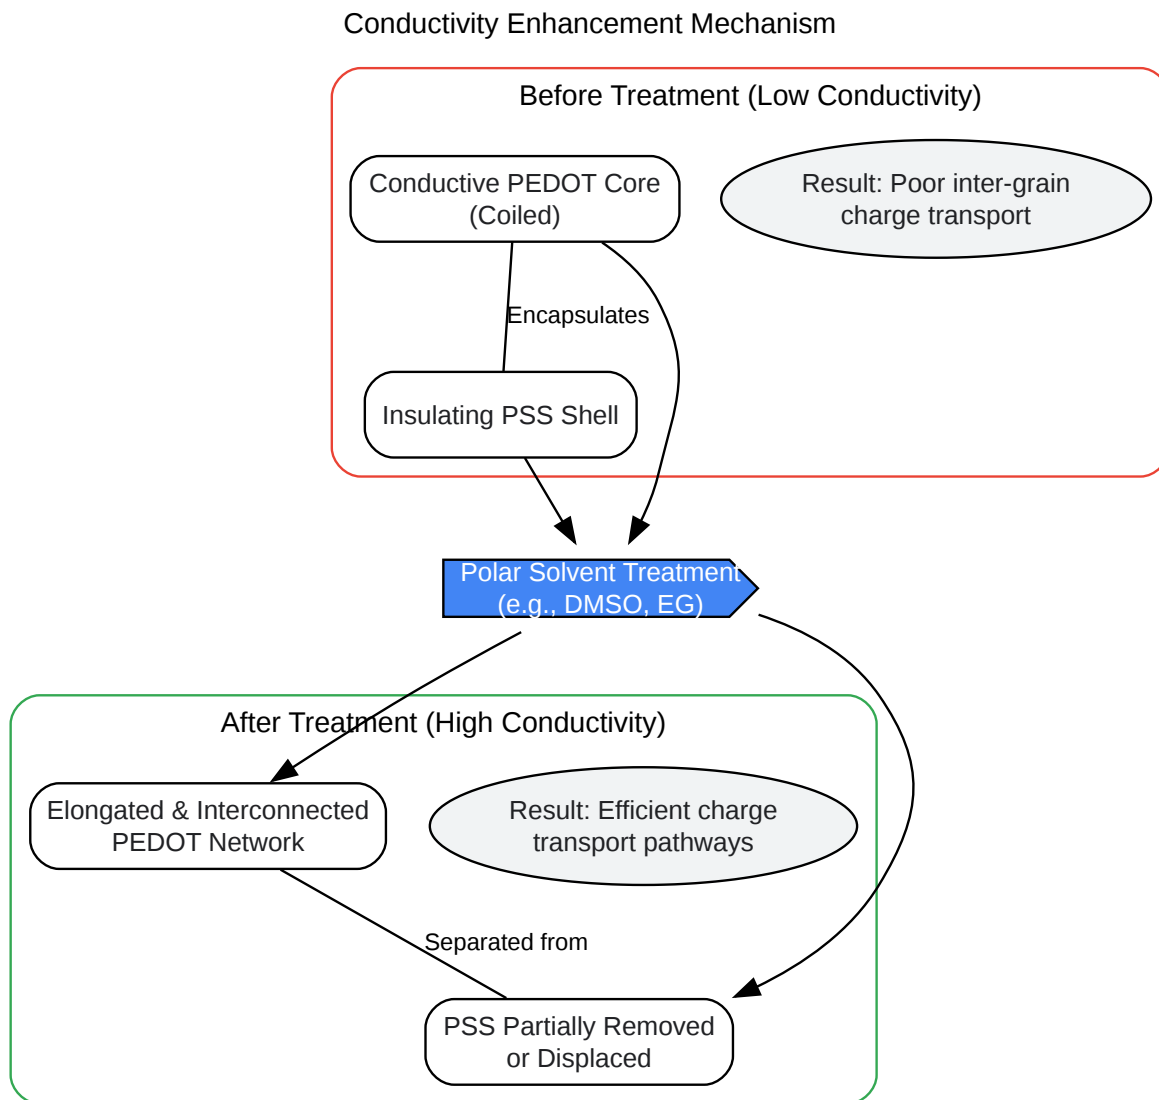 Conductivity Enhancement Mechanism
Before Treatment (Low Conductivity)
Conductive PEDOT Core
(Coiled)
Result: Poor inter-grain
charge transport
Encapsulates
Insulating PSS Shell
Polar Solvent Treatment
(e.g., DMSO, EG)
After Treatment (High Conductivity)
Elongated & Interconnected
PEDOT Network
Result: Efficient charge
transport pathways
Separated from
PSS Partially Removed
or Displaced